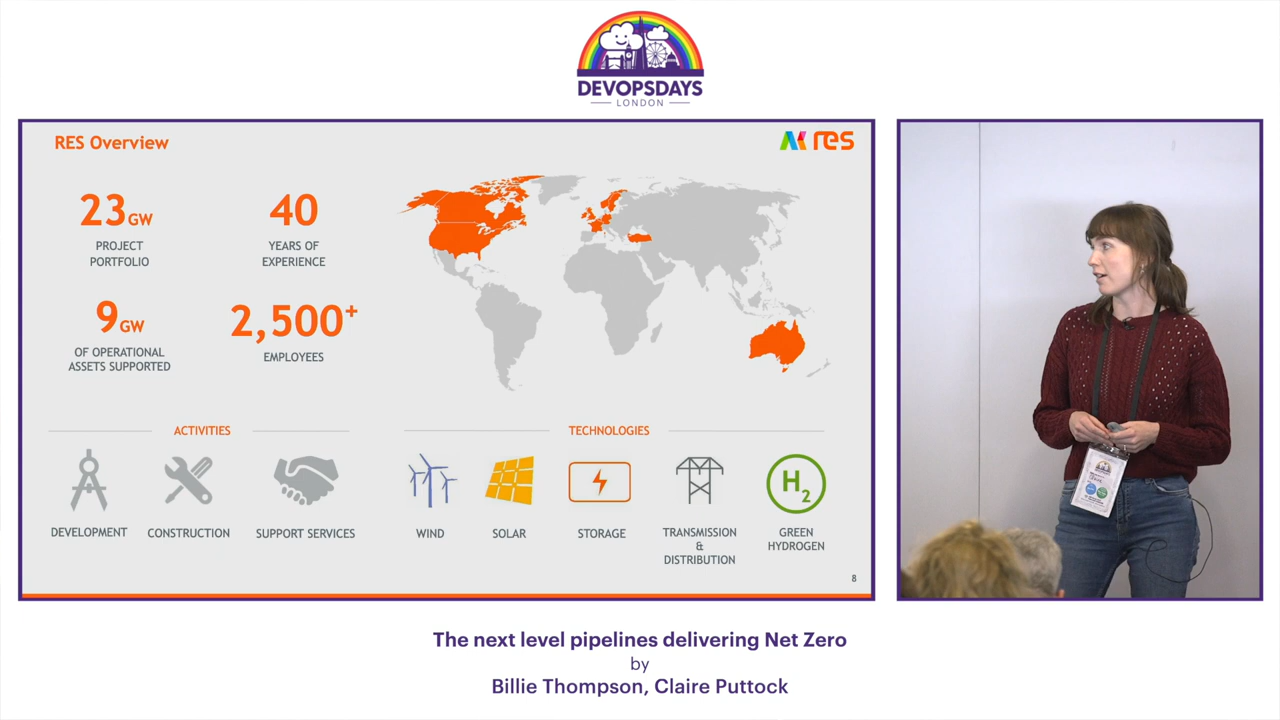 DEVOPSDAYS
LONDON
RES Overview
res
23GW
PROJECT
PORTFOLIO
40
YEARS OF
EXPERIENCE
9GW
OF OPERATIONAL
ASSETS SUPPORTED
2,500+
EMPLOYEES
ACTIVITIES
DEVELOPMENT
CONSTRUCTION
SUPPORT SERVICES
TECHNOLOGIES
H2
WIND
SOLAR
STORAGE
TRANSMISSION
&
DISTRIBUTION
GREEN
HYDROGEN
8
The next level pipelines delivering Net Zero
by
Billie Thompson, Claire Puttock